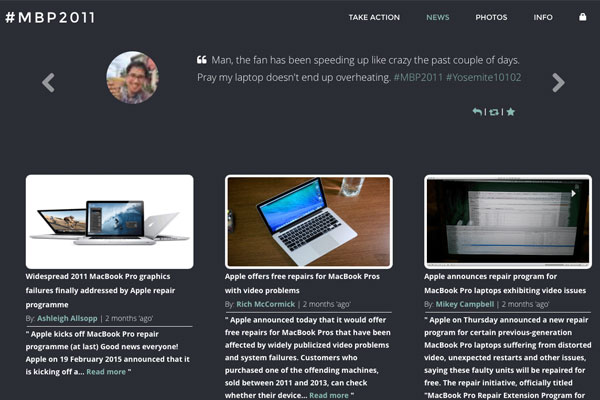 #MBP2011
TAKE ACTION NEWS PHOTOS INFO
Man, the fan has been speeding up like crazy the past couple of days.
Pray my laptop doesn't end up overheating. #MBP2011 #Yosemite10102
Widespread 2011 MacBook Pro graphics
failures finally addressed by Apple repair
programme
By: Ashleigh Allsopp | 2 months 'ago'
" Apple kicks off MacBook Pro repair
programme (at last) Good news everyone!
Apple on 19 February 2015 announced that it
is kicking off a... Read more "
Apple offers free repairs for MacBook Pros
with video problems
By: Rich McCormick | 2 months 'ago'
" Apple announced today that it would offer
free repairs for MacBook Pros that have been
affected by widely publicized video problems
and system failures. Customers who
purchased one of the offending machines,
sold between 2011 and 2013, can check
whether their device... Read more "
Apple announces repair program for
MacBook Pro laptops exhibiting video issues
By: Mikey Campbell | 2 months 'ago'
" Apple on Thursday announced a new repair
program for certain previous-generation
MacBook Pro laptops suffering from distorted
video, unexpected restarts and other issues,
saying these faulty units will be repaired for
free. The repair initiative, officially titled
"MacBook Pro Repair Extension Program for